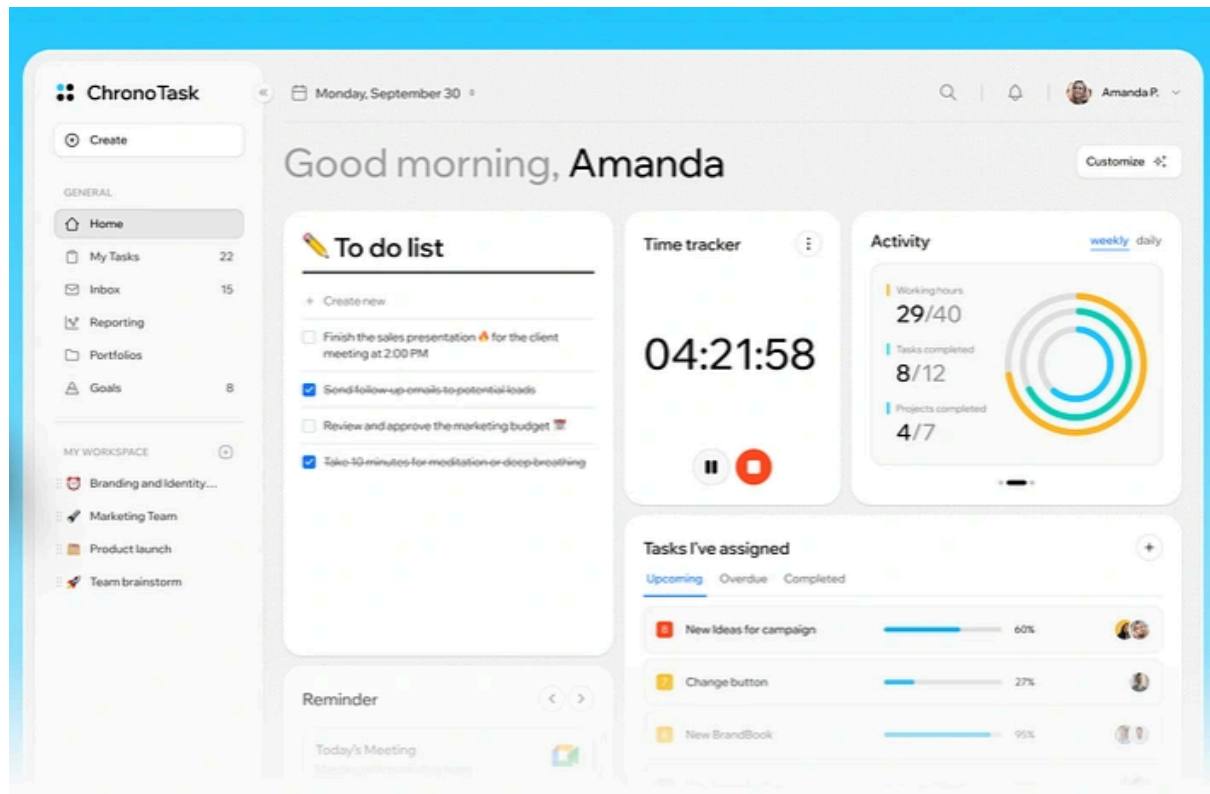 ChronoTask
Create
GENERAL
Home
My Tasks 22
Inbox 15
Reporting
Portfolios
Goals 8
MY WORKSPACE
Branding and Identity....
Marketing Team
Product launch
Team brainstorm
Monday, September 30
Amanda P.
Good morning, Amanda
Customize
To do list
+ Create new
Finish the sales presentation 🔥 for the client
meeting at 2:00 PM
Send follow-up emails to potential leads
Review and approve the marketing budget
Take 10 minutes for meditation or deep breathing
Reminder
Today's Meeting
Time tracker
04:21:58
Activity
weekly daily
Working hours
29/40
Tasks completed
8/12
Projects completed
4/7
Tasks I've assigned
Upcoming Overdue Completed
8 New Ideas for campaign 60%
7 Change button 27%
New BrandBook 95%